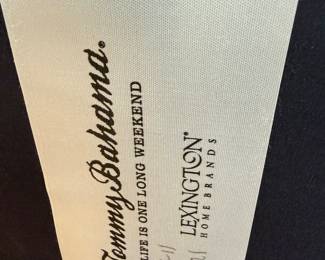 Tommy Bahama®
LIFE IS ONE LONG WEEKEND
LEXINGTON®
HOME BRANDS